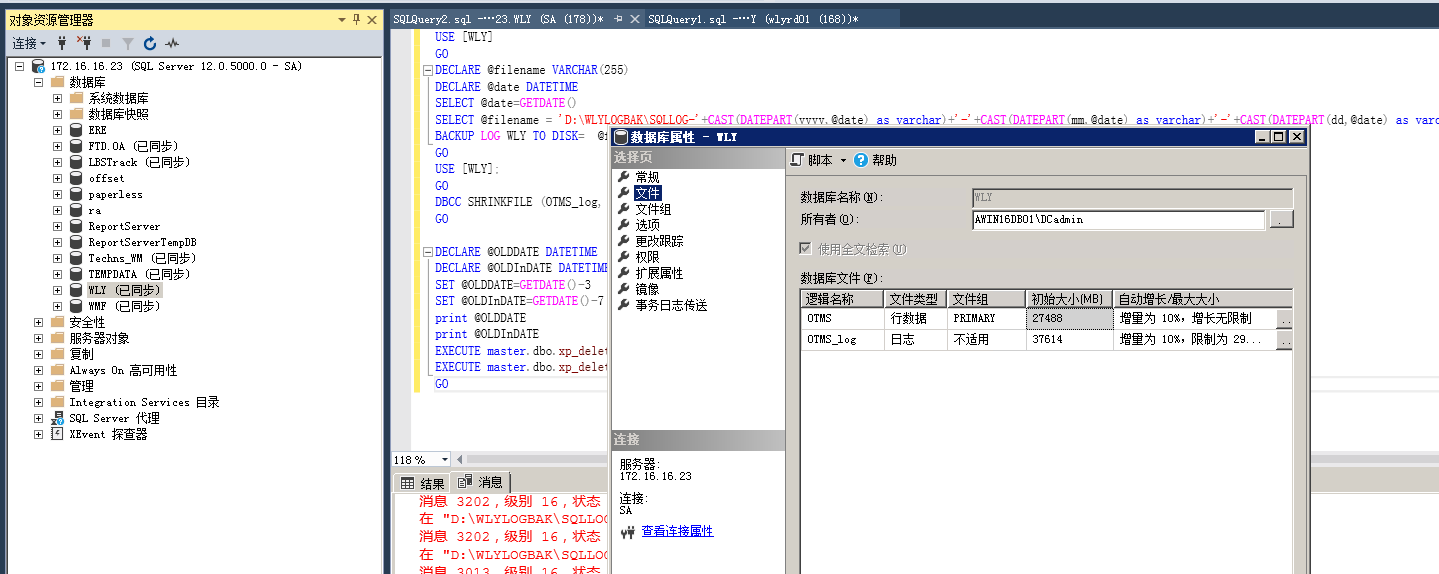 对象资源管理器
连接
172.16.16.23 (SQL Server 12.0.5000.0 - SA)
数据库
系统数据库
数据库快照
ERE
FTD.OA (已同步)
LBSTrack (已同步)
offset
paperless
ra
ReportServer
ReportServerTempDB
Techns_WM (已同步)
TEMPDATA (已同步)
WLY (已同步)
WMF (已同步)
安全性
服务器对象
复制
Always On 高可用性
管理
Integration Services 目录
SQL Server 代理
XEvent 探查器
SQLQuery2.sql -···23.WLY (SA (178))*
SQLQuery1.sql -···Y (wlyrd01 (168))*
USE [WLY]
GO
DECLARE @filename VARCHAR(255)
DECLARE @date DATETIME
SELECT @date=GETDATE()
SELECT @filename = 'D:\WLYLOGBAK\SQLLOG-'+CAST(DATEPART(yyyy,@date) as varchar)+'-'+CAST(DATEPART(mm,@date) as varchar)+'-'+CAST(DATEPART(dd,@date) as varc
BACKUP LOG WLY TO DISK= @f
GO
USE [WLY];
GO
DBCC SHRINKFILE (OTMS_log,
GO
DECLARE @OLDDATE DATETIME
DECLARE @OLDInDATE DATETIME
SET @OLDDATE=GETDATE()-3
SET @OLDInDATE=GETDATE()-7
print @OLDDATE
print @OLDInDATE
EXECUTE master.dbo.xp_delet
EXECUTE master.dbo.xp_delet
GO
118 %
结果
消息
消息 3202，级别 16，状态
在 "D:\WLYLOGBAK\SQLLOG
消息 3202，级别 16，状态
在 "D:\WLYLOGBAK\SQLLOG
消息 3013，级别 16，状态
数据库属性 - WLY
选择页
常规
文件
文件组
选项
更改跟踪
权限
扩展属性
镜像
事务日志传送
连接
服务器:
172.16.16.23
连接:
SA
查看连接属性
脚本
帮助
数据库名称(N):
WLY
所有者(O):
AWIN16DB01\DCadmin
使用全文检索(U)
数据库文件(F):
逻辑名称 文件类型 文件组 初始大小(MB) 自动增长/最大大小
OTMS 行数据 PRIMARY 27488 增量为 10%，增长无限制
OTMS_log 日志 不适用 37614 增量为 10%，限制为 29...